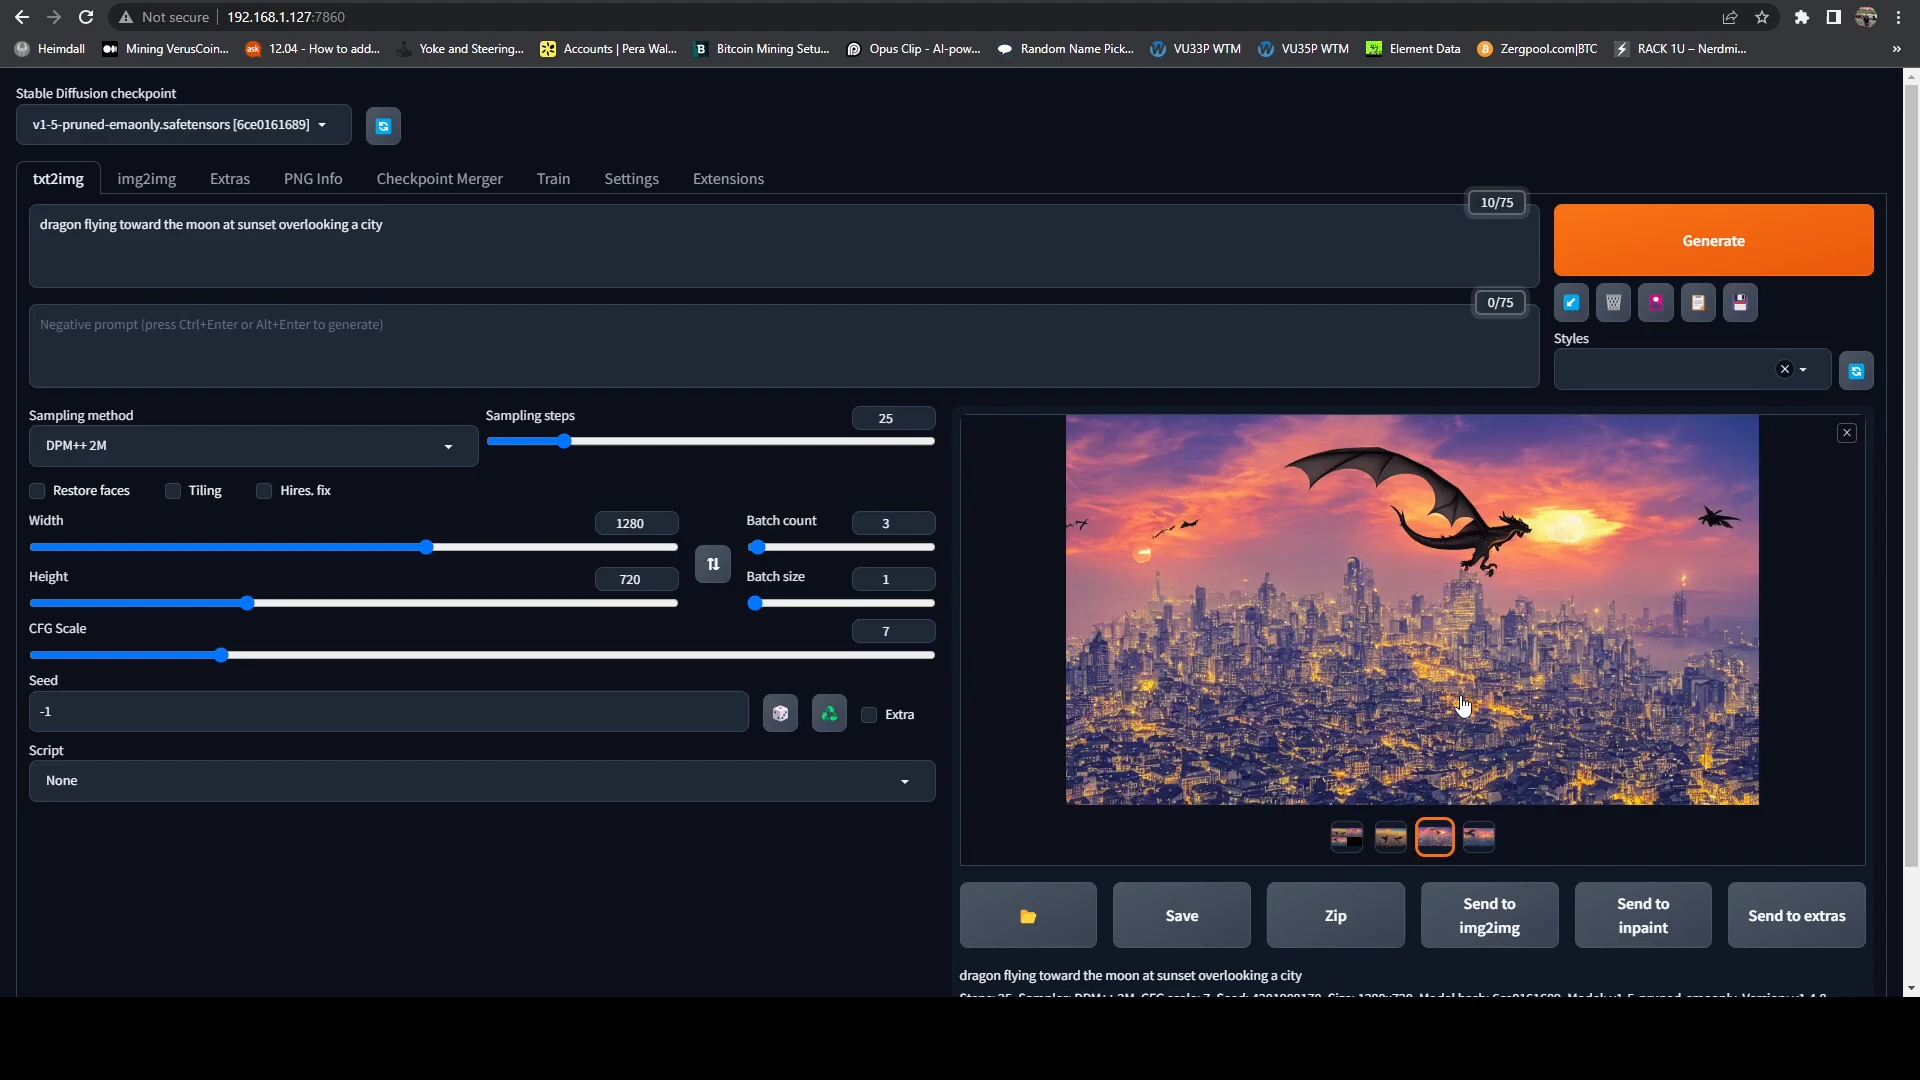 Not secure | 192.168.1.127:7860
Heimdall Mining VerusCoin... ask 12.04 - How to add... Yoke and Steering... Accounts | Pera Wal... B Bitcoin Mining Setu... Opus Clip - AI-pow... Random Name Pick... VU33P WTM VU35P WTM Element Data Zergpool.com|BTC RACK 1U – Nerdmi... »
Stable Diffusion checkpoint
v1-5-pruned-emaonly.safetensors [6ce0161689]
txt2img img2img Extras PNG Info Checkpoint Merger Train Settings Extensions
10/75
dragon flying toward the moon at sunset overlooking a city
Generate
0/75
Negative prompt (press Ctrl+Enter or Alt+Enter to generate)
Styles
Sampling method
DPM++ 2M
Sampling steps
25
Restore faces Tiling Hires. fix
Width
1280
Batch count
3
Height
720
Batch size
1
CFG Scale
7
Seed
-1
Extra
Script
None
Save
Zip
Send to
img2img
Send to
inpaint
Send to extras
dragon flying toward the moon at sunset overlooking a city